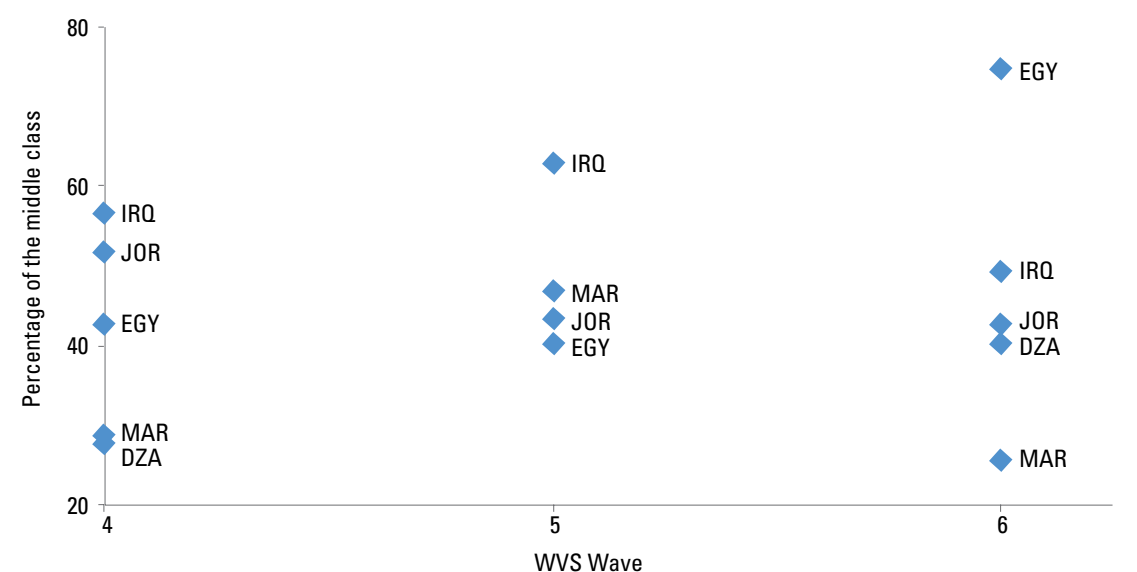 80
60
40
20
Percentage of the middle class
IRQ
JOR
EGY
MAR
DZA
IRQ
MAR
JOR
EGY
EGY
IRQ
JOR
DZA
MAR
4
5
6
WVS Wave